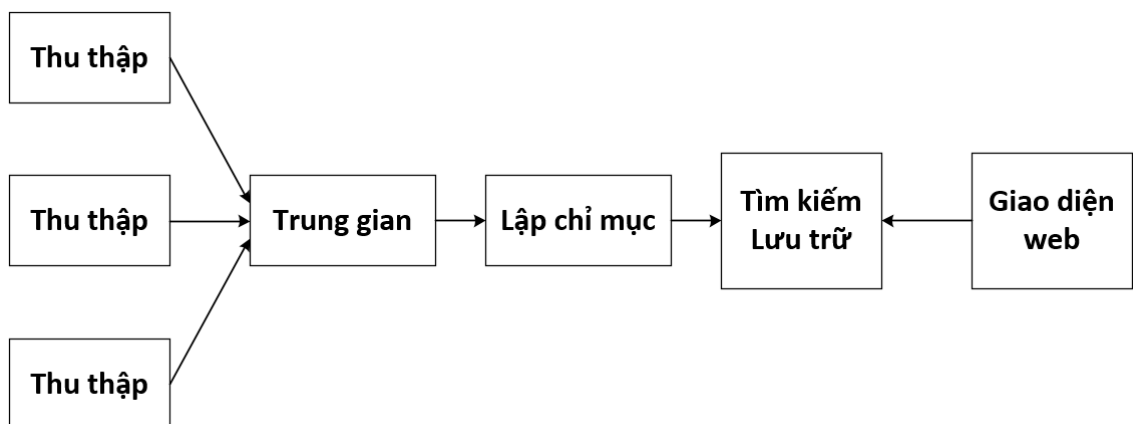 Thu thập
Thu thập
Thu thập
Trung gian
Lập chỉ mục
Tìm kiếm
Lưu trữ
Giao diện
web